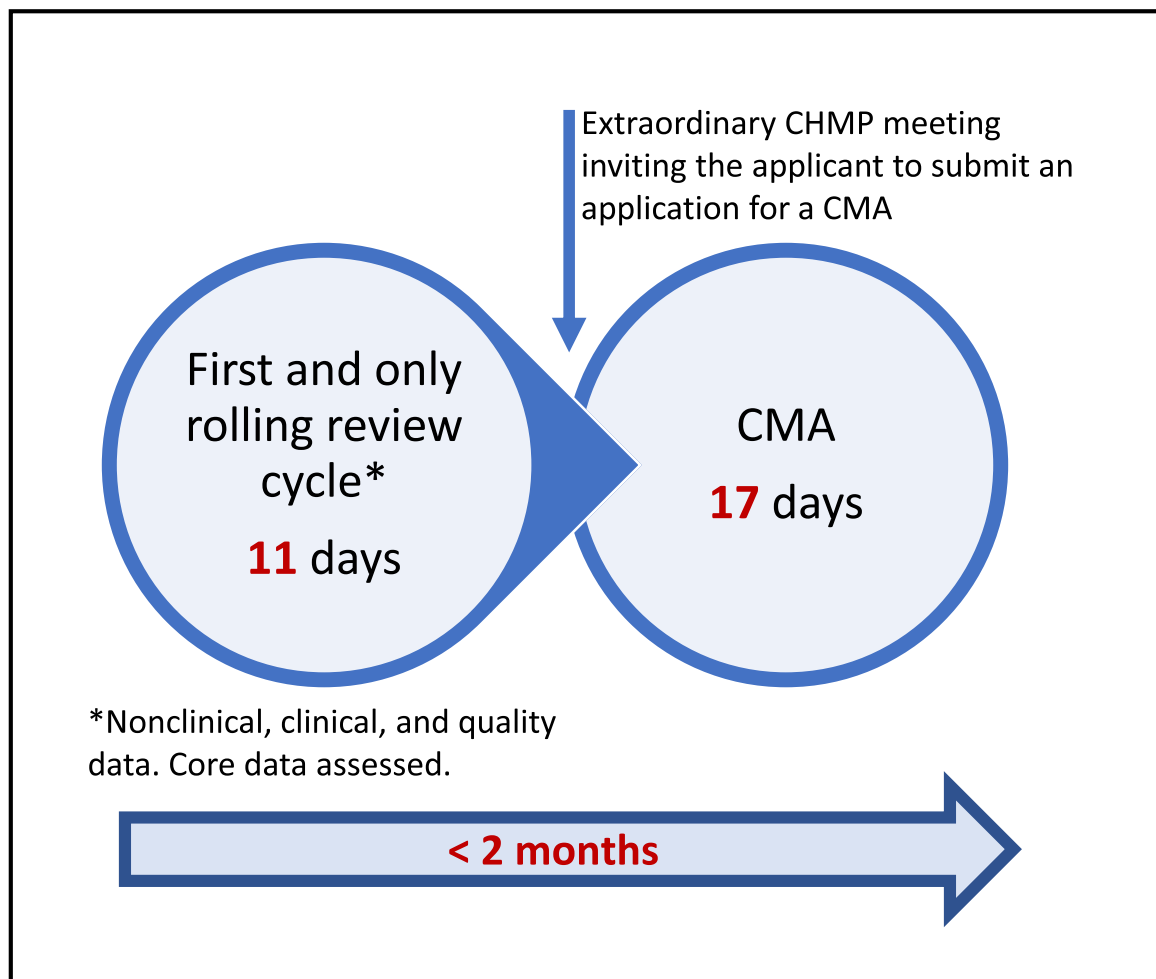 Extraordinary CHMP meeting
inviting the applicant to submit an
application for a CMA
First and only
rolling review
cycle*
11 days
CMA
17 days
*Nonclinical, clinical, and quality
data. Core data assessed.
< 2 months